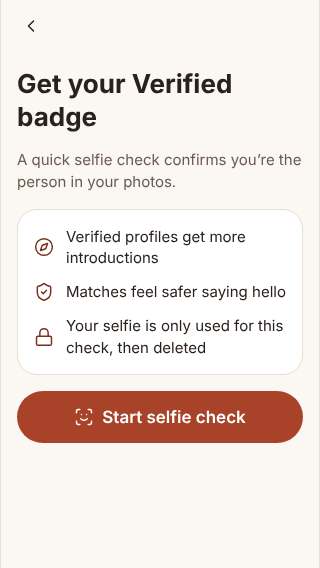 Get your Verified
badge
A quick selfie check confirms you’re the
person in your photos.
Verified profiles get more
introductions
Matches feel safer saying hello
Your selfie is only used for this
check, then deleted
Start selfie check